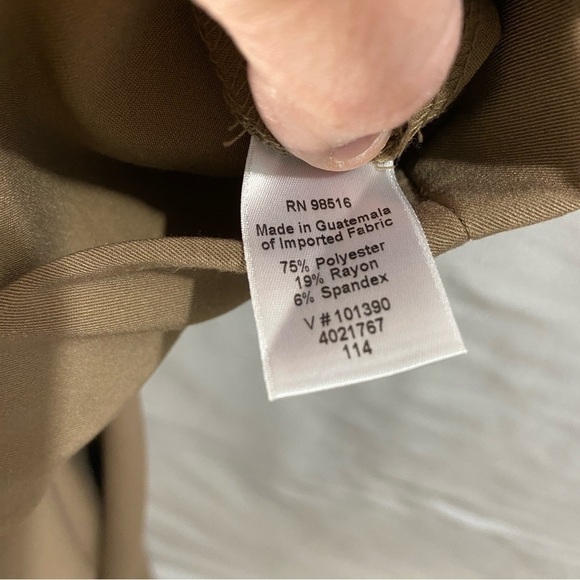 RN 98516
Made in Guatemala
of Imported Fabric
75% Polyester
19% Rayon
6% Spandex
V # 101390
4021767
114